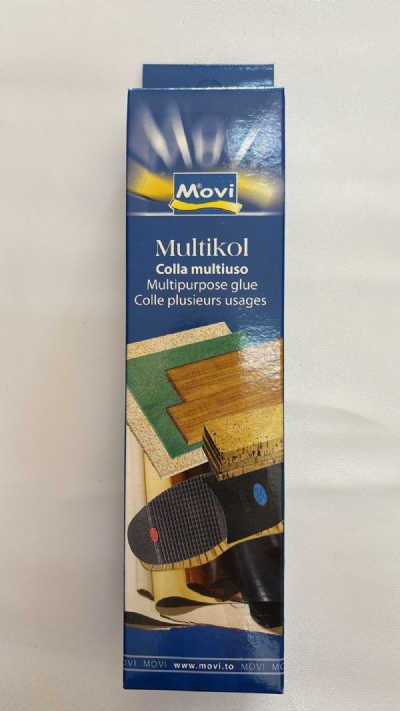 Movi
Multikol
Colla multiuso
Multipurpose glue
Colle plusieurs usages
MOVI www.movi.to MOVI